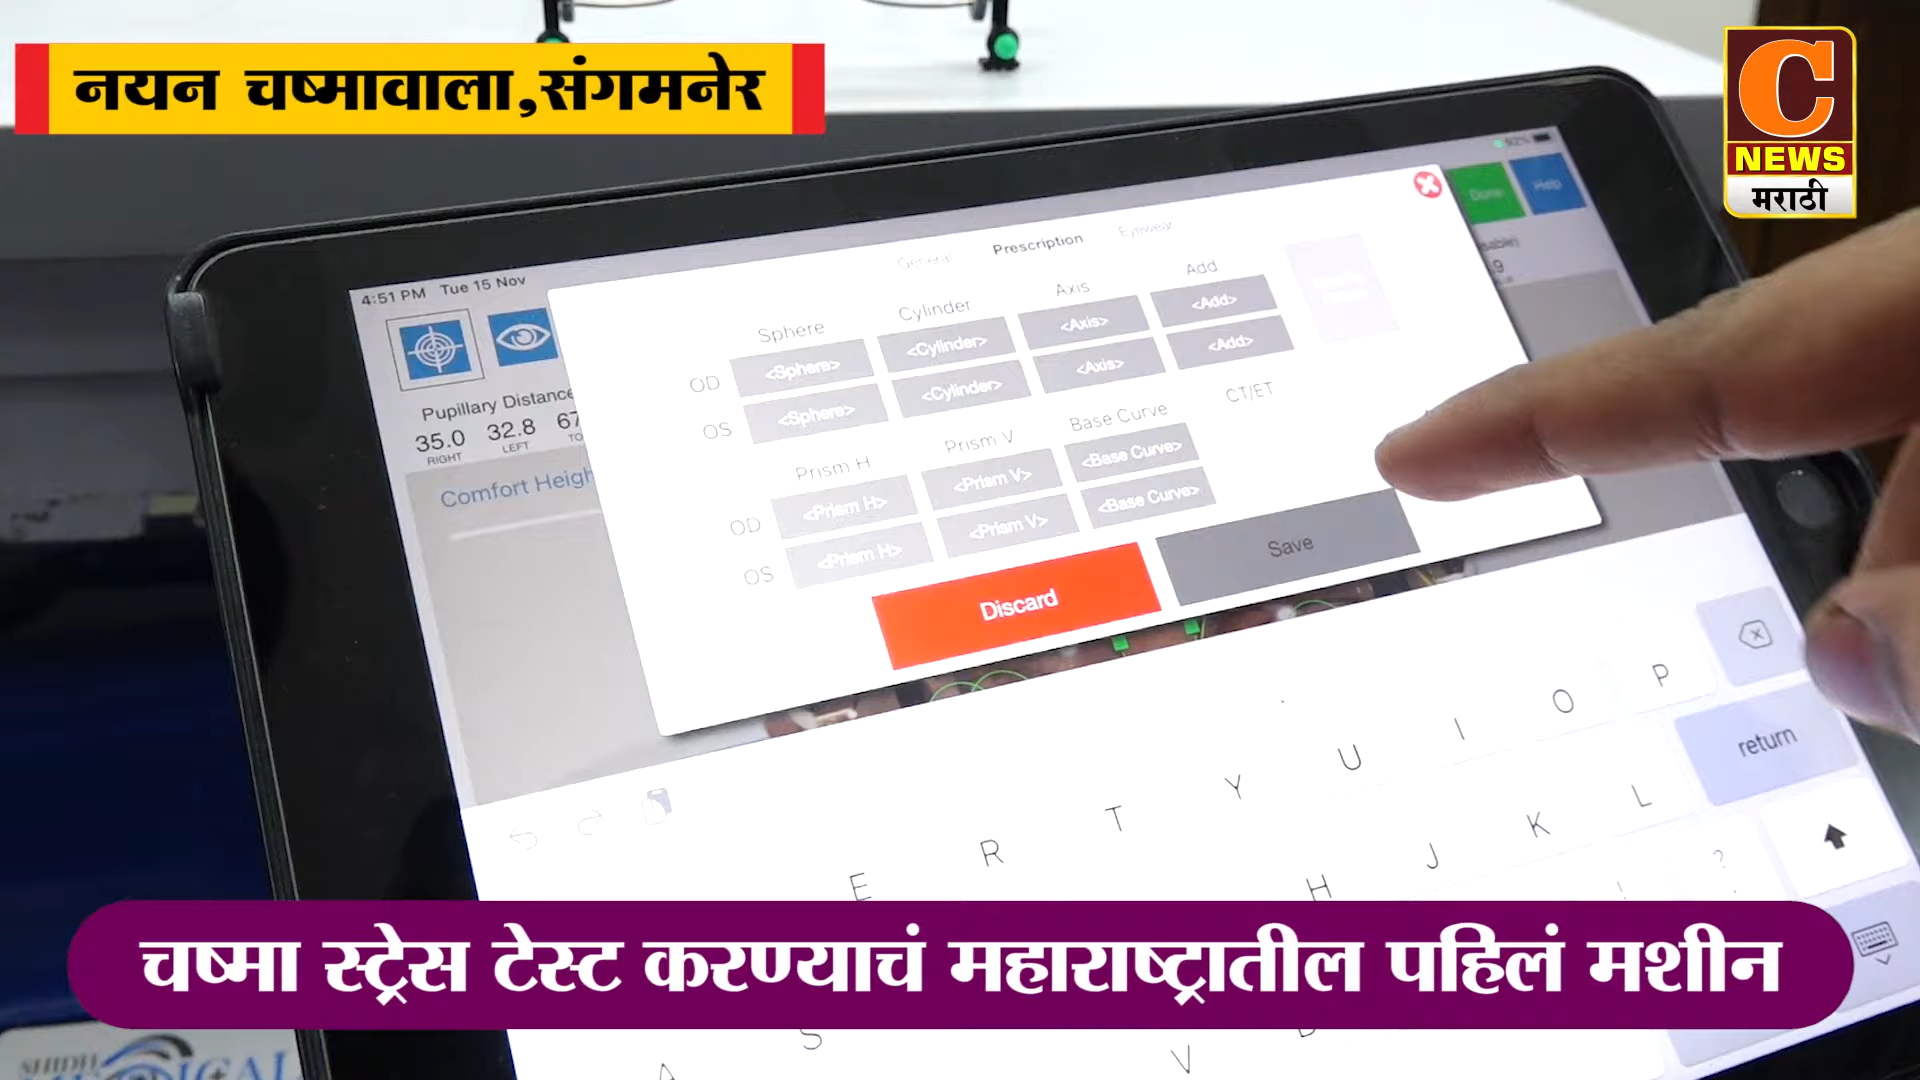 नयन चष्मावाला,संगमनेर
C
NEWS
मराठी
4:51 PM Tue 15 Nov
92%
Done
Help
General Prescription Eyewear
Sphere Cylinder Axis Add
OD <Sphere> <Cylinder> <Axis> <Add>
OS <Sphere> <Cylinder> <Axis> <Add>
Pupillary Distance
35.0 32.8 67
RIGHT LEFT TO
Comfort Heigh
Prism H Prism V Base Curve CT/ET
OD <Prism H> <Prism V> <Base Curve>
OS <Prism H> <Prism V> <Base Curve>
Discard Save
E R T Y U I O P
return
H J K L
चष्मा स्ट्रेस टेस्ट करण्याचं महाराष्ट्रातील पहिलं मशीन
! ?
A S
V B